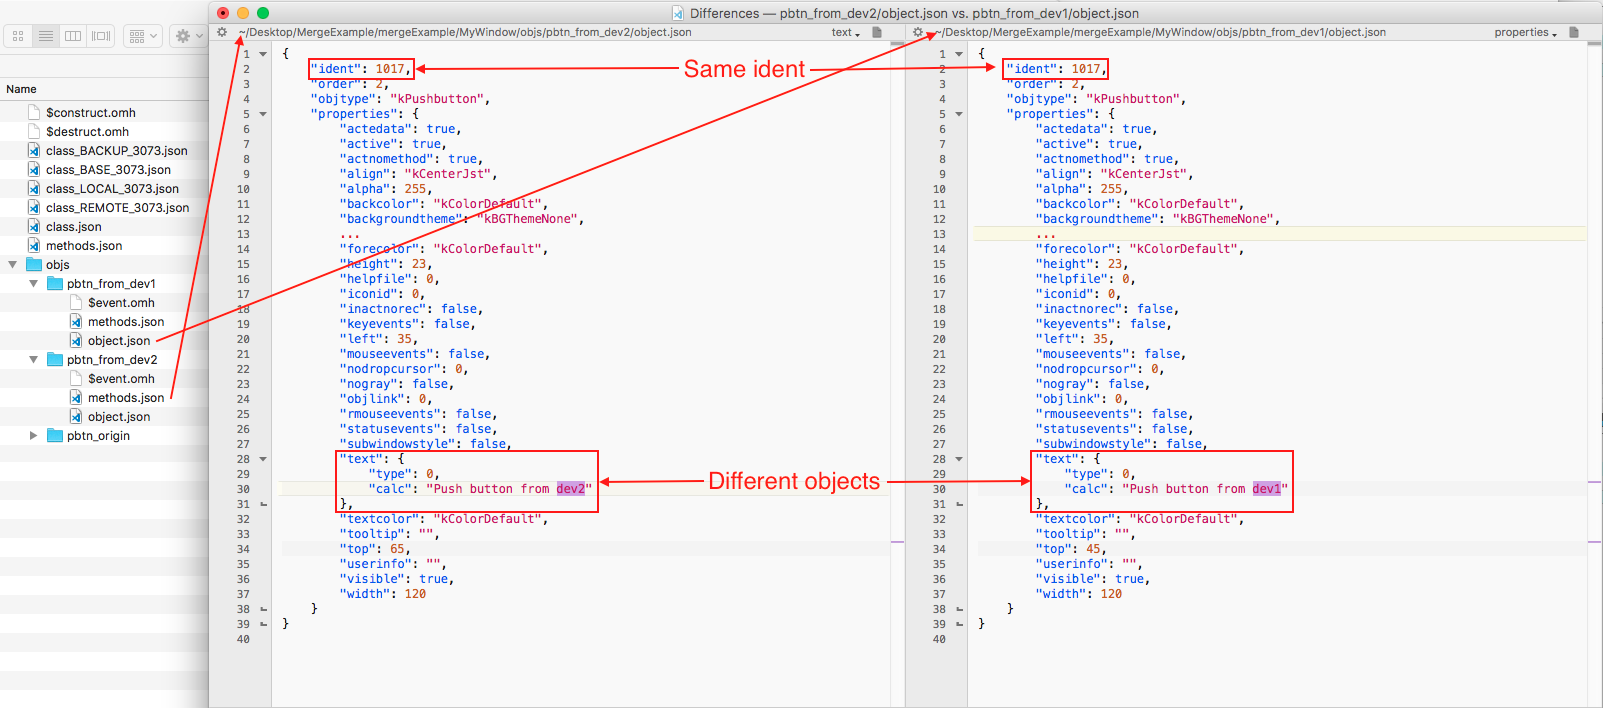 Differences — pbtn_from_dev2/object.json vs. pbtn_from_dev1/object.json
~/Desktop/MergeExample/mergeExample/MyWindow/objs/pbtn_from_dev2/object.json
text
~/Desktop/MergeExample/mergeExample/MyWindow/objs/pbtn_from_dev1/object.json
properties
Name
$construct.omh
$destruct.omh
class_BACKUP_3073.json
class_BASE_3073.json
class_LOCAL_3073.json
class_REMOTE_3073.json
class.json
methods.json
objs
pbtn_from_dev1
$event.omh
methods.json
object.json
pbtn_from_dev2
$event.omh
methods.json
object.json
pbtn_origin
1 {
2 "ident": 1017,
3 "order": 2,
4 "objtype": "kPushbutton",
5 "properties": {
6 "actedata": true,
7 "active": true,
8 "actnomethod": true,
9 "align": "kCenterJst",
10 "alpha": 255,
11 "backcolor": "kColorDefault",
12 "backgroundtheme": "kBGThemeNone",
13 ...
14 "forecolor": "kColorDefault",
15 "height": 23,
16 "helpfile": 0,
17 "iconid": 0,
18 "inactnorec": false,
19 "keyevents": false,
20 "left": 35,
21 "mouseevents": false,
22 "nodropcursor": 0,
23 "nogray": false,
24 "objlink": 0,
25 "rmouseevents": false,
26 "statusevents": false,
27 "subwindowstyle": false,
28 "text": {
29 "type": 0,
30 "calc": "Push button from dev2"
31 },
32 "textcolor": "kColorDefault",
33 "tooltip": "",
34 "top": 65,
35 "userinfo": "",
36 "visible": true,
37 "width": 120
38 }
39 }
40
Same ident
Different objects
1 {
2 "ident": 1017,
3 "order": 2,
4 "objtype": "kPushbutton",
5 "properties": {
6 "actedata": true,
7 "active": true,
8 "actnomethod": true,
9 "align": "kCenterJst",
10 "alpha": 255,
11 "backcolor": "kColorDefault",
12 "backgroundtheme": "kBGThemeNone",
13 ...
14 "forecolor": "kColorDefault",
15 "height": 23,
16 "helpfile": 0,
17 "iconid": 0,
18 "inactnorec": false,
19 "keyevents": false,
20 "left": 35,
21 "mouseevents": false,
22 "nodropcursor": 0,
23 "nogray": false,
24 "objlink": 0,
25 "rmouseevents": false,
26 "statusevents": false,
27 "subwindowstyle": false,
28 "text": {
29 "type": 0,
30 "calc": "Push button from dev1"
31 },
32 "textcolor": "kColorDefault",
33 "tooltip": "",
34 "top": 45,
35 "userinfo": "",
36 "visible": true,
37 "width": 120
38 }
39 }
40